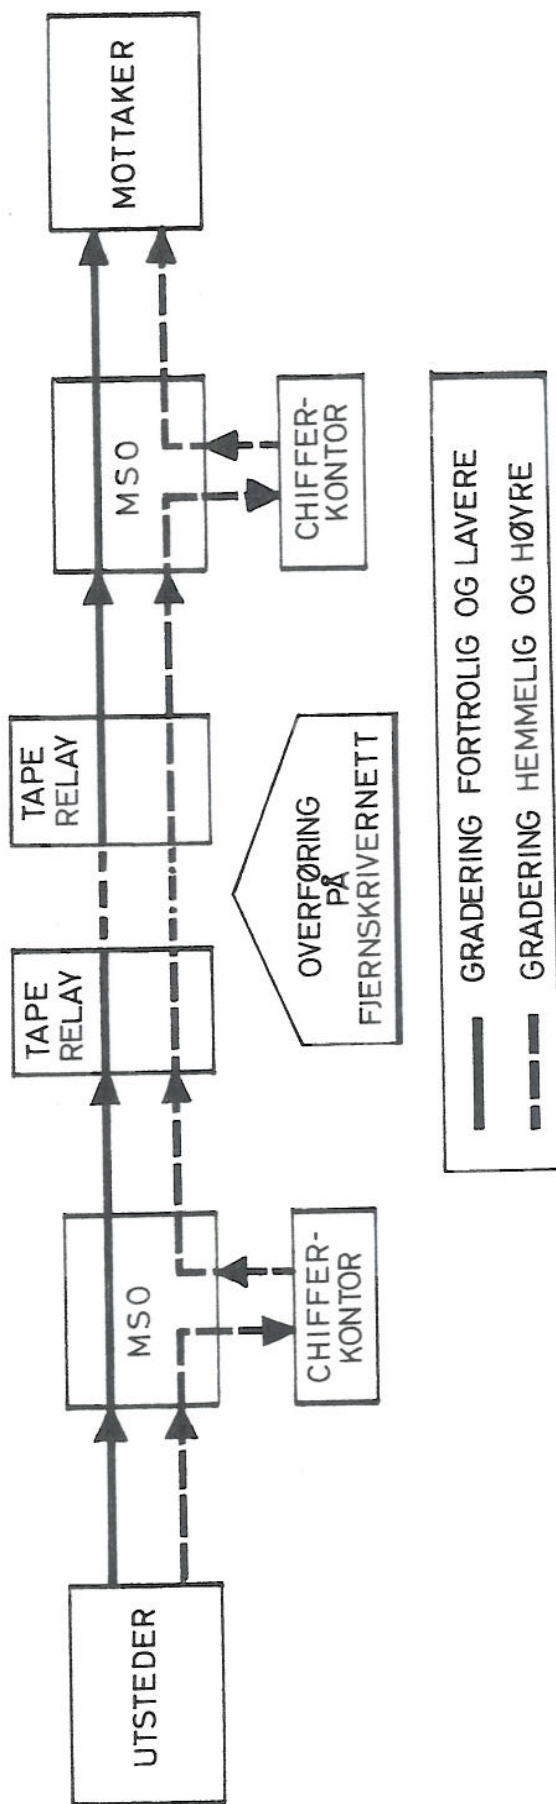 UTSTEDER
MSO
CHIFFER-
KONTOR
TAPE
RELAY
OVERFØRING
PÅ
FJERNSKRIVERNETT
TAPE
RELAY
MSO
CHIFFER-
KONTOR
MOTTAKER
GRADERING FORTROLIG OG LAVERE
GRADERING HEMMELIG OG HØYRE